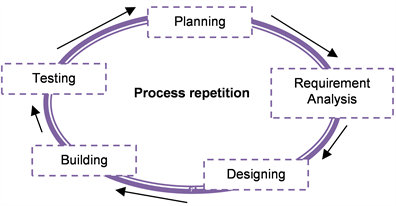 Planning
Testing
Process repetition
Requirement
Analysis
Building
Designing